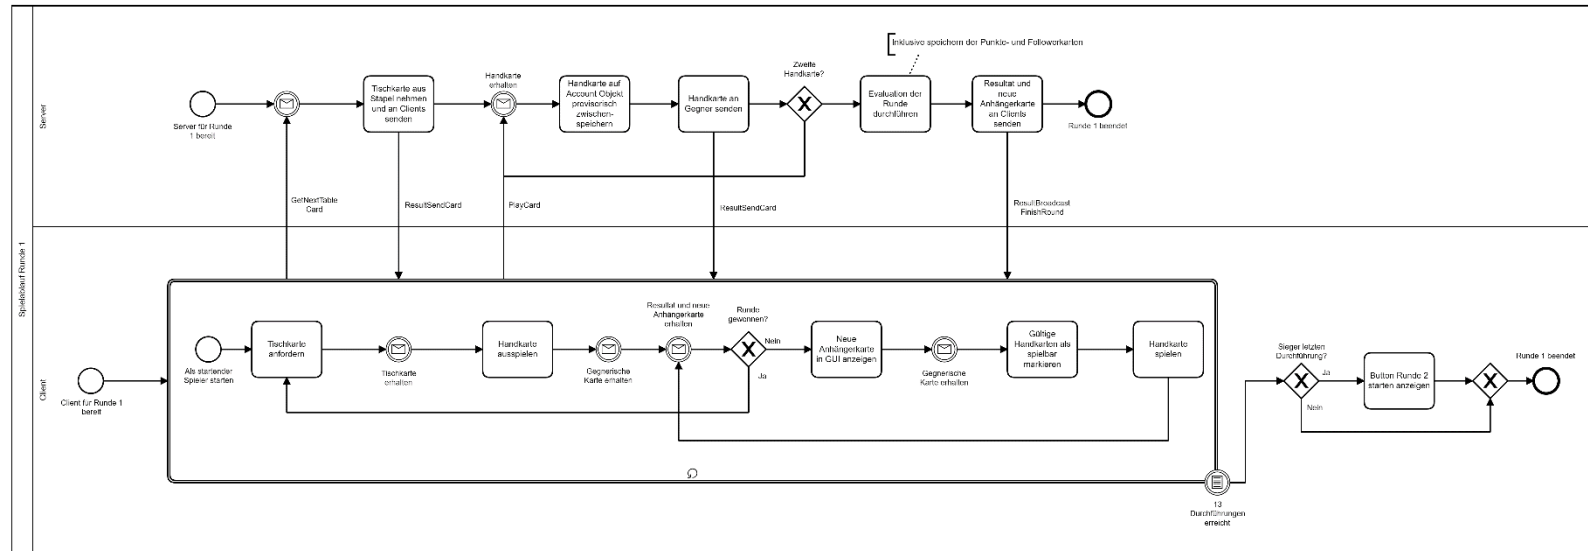 Spielablauf Runde 1
Server
Server für Runde
1 bereit
GetNextTable
Card
Tischkarte aus
Stapel nehmen
und an Clients
senden
ResultSendCard
Handkarte
erhalten
PlayCard
Handkarte auf
Account Objekt
provisorisch
zwischen-
speichern
Handkarte an
Gegner senden
ResultSendCard
Zweite
Handkarte?
Inklusive speichern der Punkte- und Followerkarten
Evaluation der
Runde
durchführen
Resultat und
neue
Anhängerkarte
an Clients
senden
ResultBroadcast
FinishRound
Runde 1 beendet
Client
Client für Runde 1
bereit
Als startender
Spieler starten
Tischkarte
anfordern
Tischkarte
erhalten
Handkarte
ausspielen
Gegnerische
Karte erhalten
Resultat und neue
Anhängerkarte
erhalten
Runde
gewonnen?
Nein
Ja
Neue
Anhängerkarte
in GUI anzeigen
Gegnerische
Karte erhalten
Gültige
Handkarten als
spielbar
markieren
Handkarte
spielen
13
Durchführungen
erreicht
Sieger letzten
Durchführung?
Ja
Nein
Button Runde 2
starten anzeigen
Runde 1 beendet